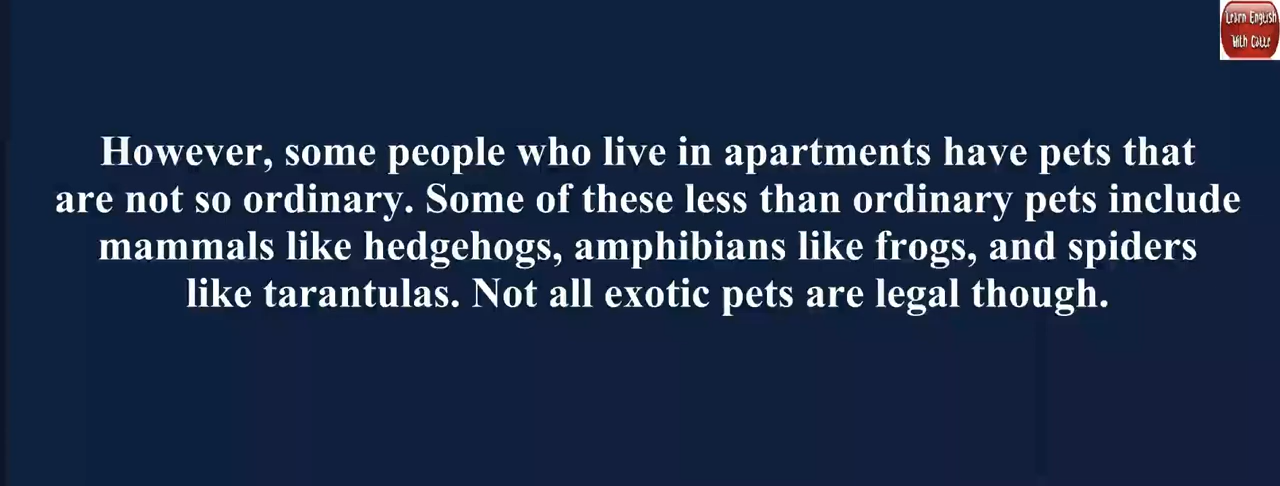 Learn English
With
However, some people who live in apartments have pets that
are not so ordinary. Some of these less than ordinary pets include
mammals like hedgehogs, amphibians like frogs, and spiders
like tarantulas. Not all exotic pets are legal though.